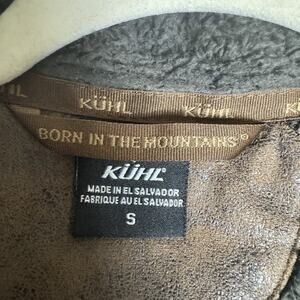 KÜHL KÜHL
BORN IN THE MOUNTAINS®
KÜHL®
MADE IN EL SALVADOR
FABRIQUE AU EL SALVADOR
S